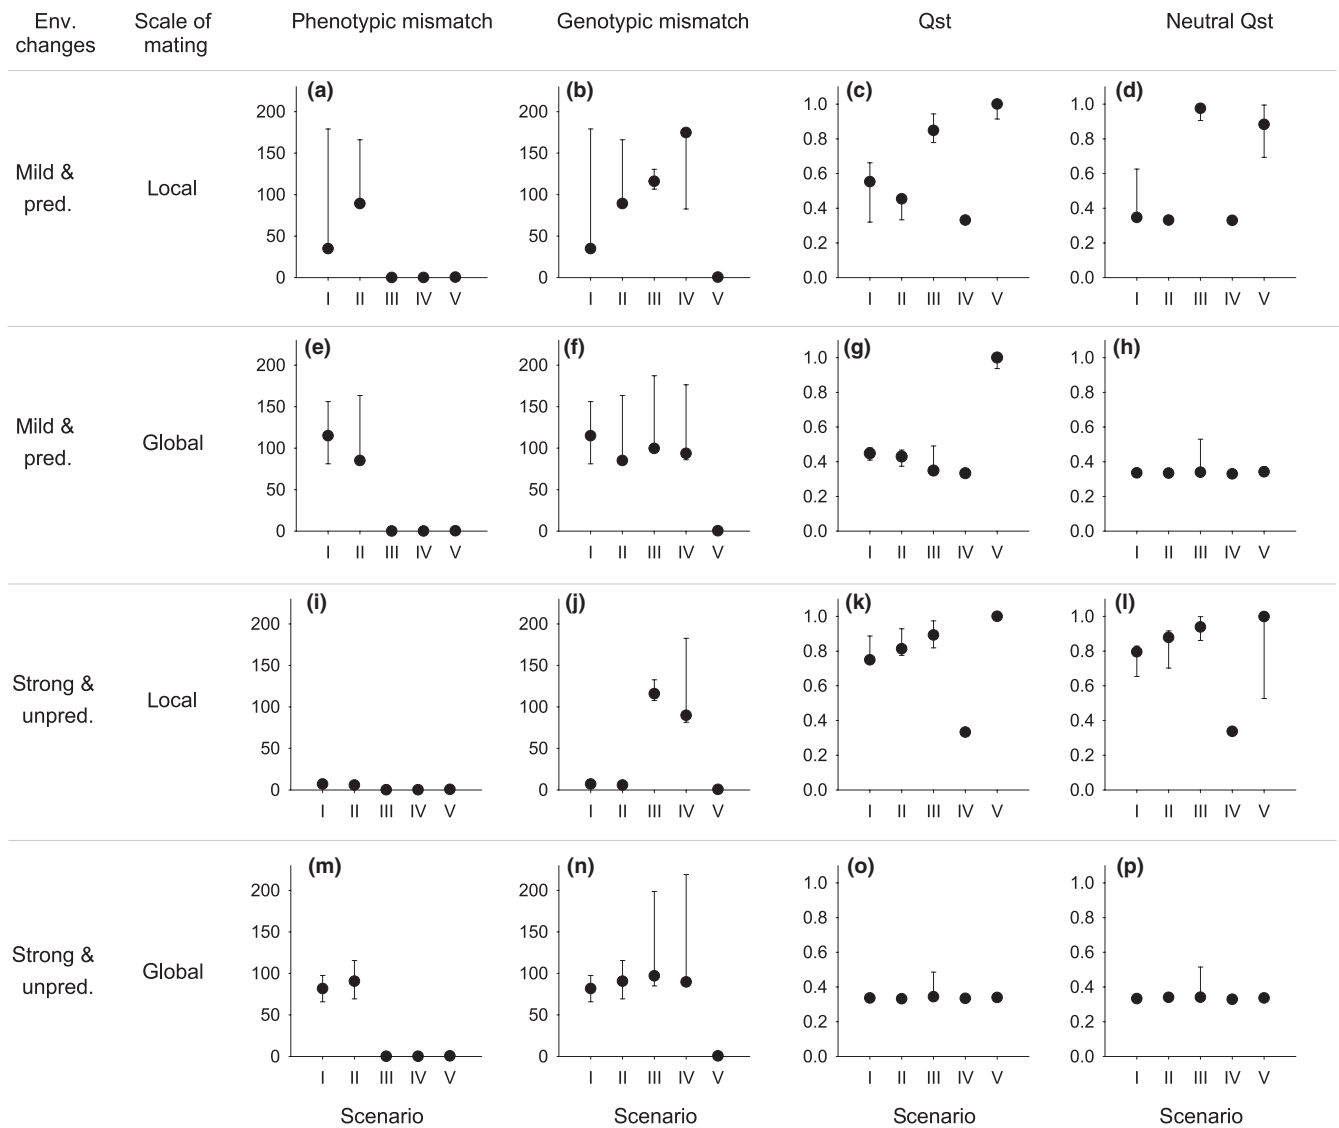 Env. changes Scale of mating Phenotypic mismatch Genotypic mismatch Qst Neutral Qst
(a) (b) (c) (d)
200 200 1.0 1.0
150 150 0.8 0.8
Mild & pred. Local 100 100 0.6 0.6
50 50 0.4 0.4
0 0 0.2 0.2
0.0 0.0
I II III IV V I II III IV V I II III IV V I II III IV V
(e) (f) (g) (h)
200 200 1.0 1.0
150 150 0.8 0.8
Mild & pred. Global 100 100 0.6 0.6
50 50 0.4 0.4
0 0 0.2 0.2
0.0 0.0
I II III IV V I II III IV V I II III IV V I II III IV V
(i) (j) (k) (l)
200 200 1.0 1.0
150 150 0.8 0.8
Strong & unpred. Local 100 100 0.6 0.6
50 50 0.4 0.4
0 0 0.2 0.2
0.0 0.0
I II III IV V I II III IV V I II III IV V I II III IV V
(m) (n) (o) (p)
200 200 1.0 1.0
150 150 0.8 0.8
Strong & unpred. Global 100 100 0.6 0.6
50 50 0.4 0.4
0 0 0.2 0.2
0.0 0.0
I II III IV V I II III IV V I II III IV V I II III IV V
Scenario Scenario Scenario Scenario